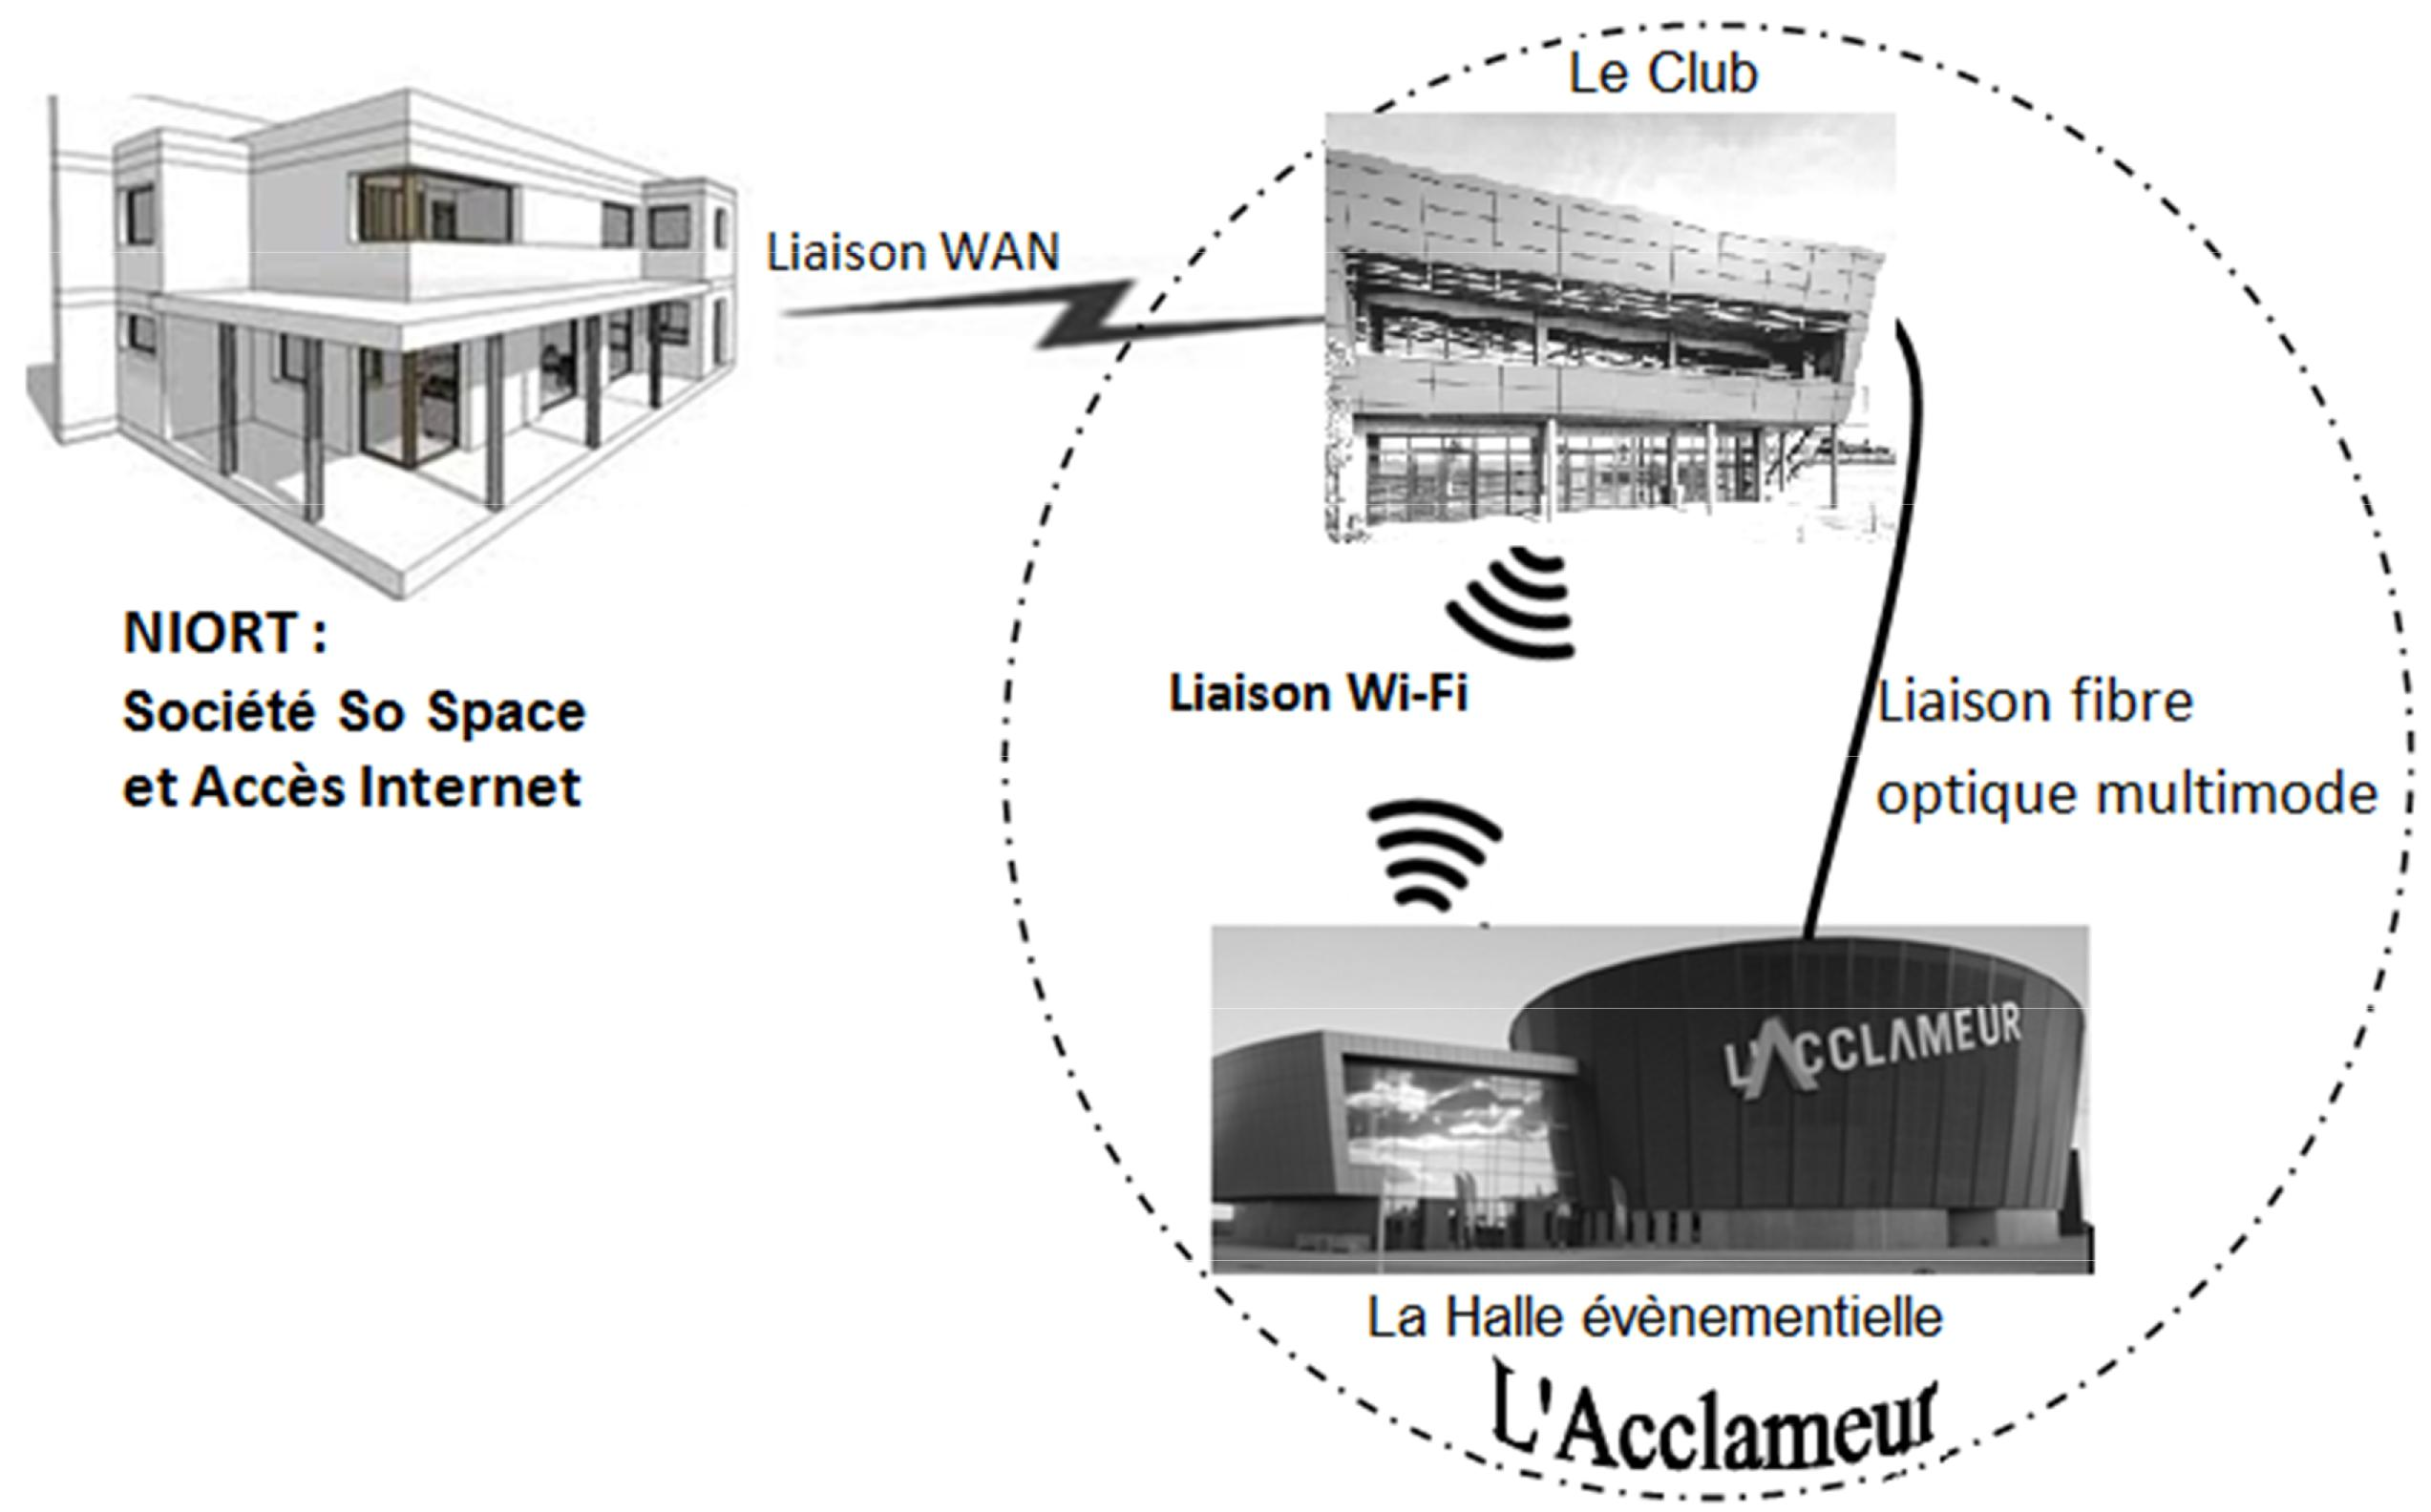 Le Club
Liaison WAN
NIORT :
Société So Space
et Accès Internet
Liaison Wi-Fi
Liaison fibre
optique multimode
L'ACCLAMEUR
La Halle évènementielle
L'Acclameur